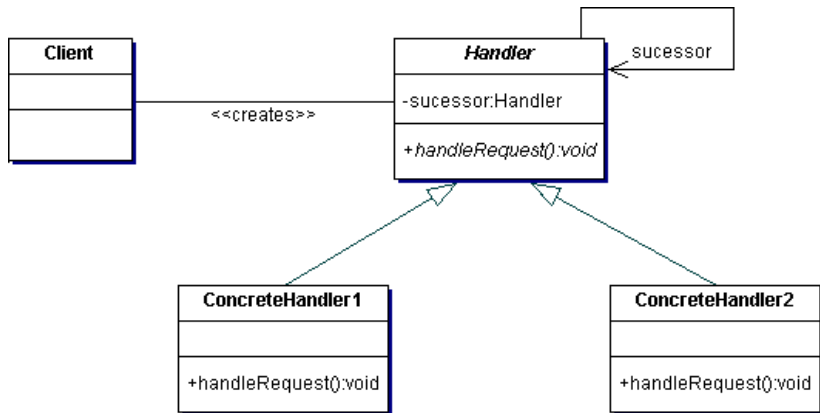 Client
Handler
sucessor
-sucessor:Handler
<<creates>>
+handleRequest():void
ConcreteHandler1
ConcreteHandler2
+handleRequest():void
+handleRequest():void